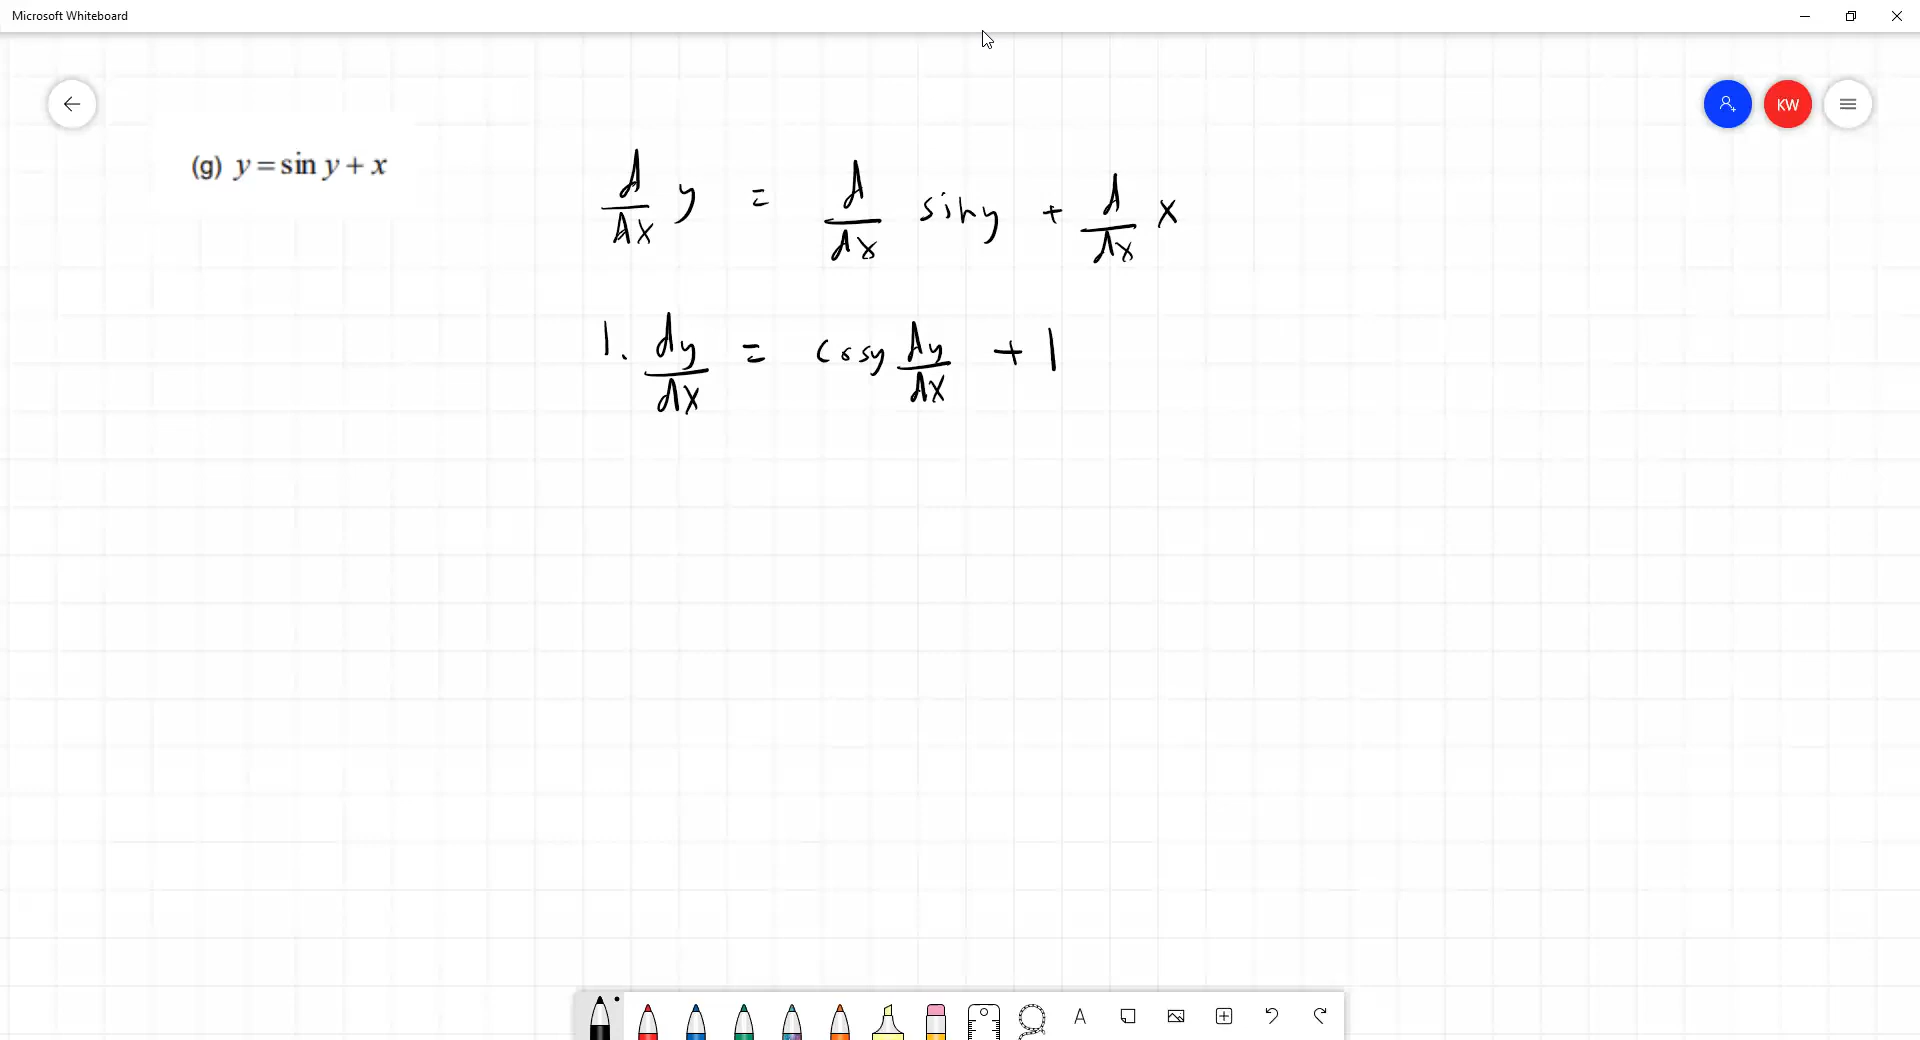 Microsoft Whiteboard
KW
(g) y = sin y + x
d/dx y = d/dx sin y + d/dx x
1. dy/dx = cos y dy/dx + 1